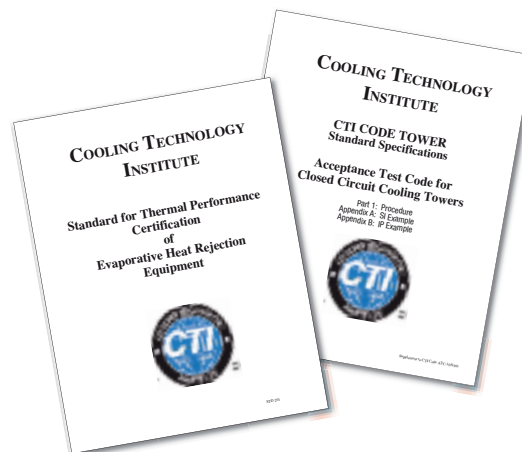 COOLING TECHNOLOGY
INSTITUTE
Standard for Thermal Performance
Certification
of
Evaporative Heat Rejection
Equipment
CTI
COOLING TECHNOLOGY
INSTITUTE
CTI CODE TOWER
Standard Specifications
Acceptance Test Code for
Closed Circuit Cooling Towers
Part 1: Procedure
Appendix A: SI Example
Appendix B: IP Example
CTI